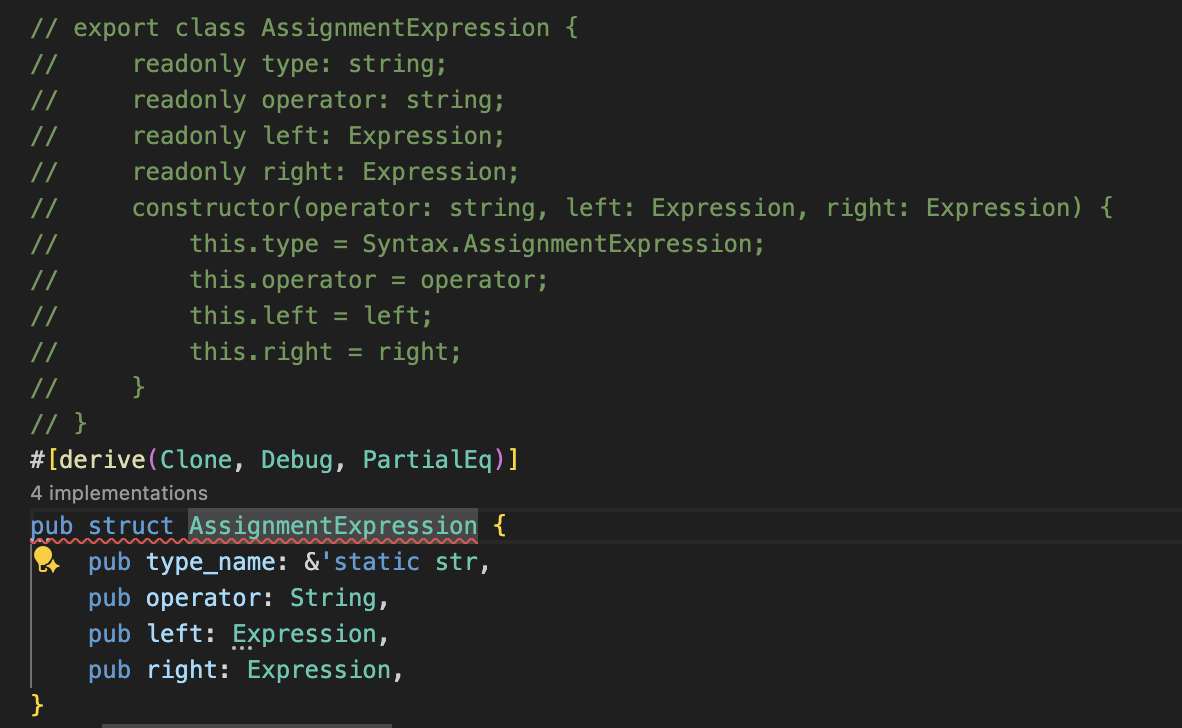 // export class AssignmentExpression {
//     readonly type: string;
//     readonly operator: string;
//     readonly left: Expression;
//     readonly right: Expression;
//     constructor(operator: string, left: Expression, right: Expression) {
//         this.type = Syntax.AssignmentExpression;
//         this.operator = operator;
//         this.left = left;
//         this.right = right;
//     }
// }
#[derive(Clone, Debug, PartialEq)]
4 implementations
pub struct AssignmentExpression {
    pub type_name: &'static str,
    pub operator: String,
    pub left: Expression,
    pub right: Expression,
}